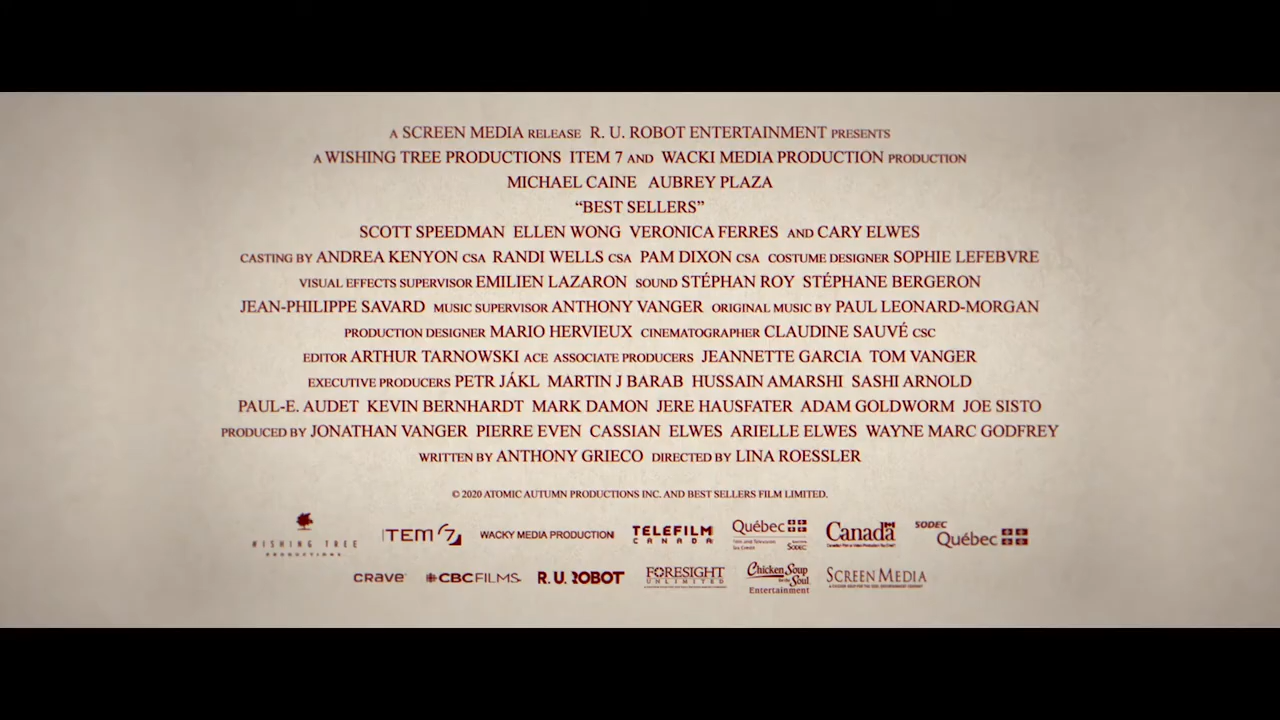 A SCREEN MEDIA RELEASE R. U. ROBOT ENTERTAINMENT PRESENTS
A WISHING TREE PRODUCTIONS ITEM 7 AND WACKI MEDIA PRODUCTION PRODUCTION
MICHAEL CAINE AUBREY PLAZA
“BEST SELLERS”
SCOTT SPEEDMAN ELLEN WONG VERONICA FERRES AND CARY ELWES
CASTING BY ANDREA KENYON CSA RANDI WELLS CSA PAM DIXON CSA COSTUME DESIGNER SOPHIE LEFEBVRE
VISUAL EFFECTS SUPERVISOR EMILIEN LAZARON SOUND STÉPHAN ROY STÉPHANE BERGERON
JEAN-PHILIPPE SAVARD MUSIC SUPERVISOR ANTHONY VANGER ORIGINAL MUSIC BY PAUL LEONARD-MORGAN
PRODUCTION DESIGNER MARIO HERVIEUX CINEMATOGRAPHER CLAUDINE SAUVÉ CSC
EDITOR ARTHUR TARNOWSKI ACE ASSOCIATE PRODUCERS JEANNETTE GARCIA TOM VANGER
EXECUTIVE PRODUCERS PETR JÁKL MARTIN J BARAB HUSSAIN AMARSHI SASHI ARNOLD
PAUL-E. AUDET KEVIN BERNHARDT MARK DAMON JERE HAUSFATER ADAM GOLDWORM JOE SISTO
PRODUCED BY JONATHAN VANGER PIERRE EVEN CASSIAN ELWES ARIELLE ELWES WAYNE MARC GODFREY
WRITTEN BY ANTHONY GRIECO DIRECTED BY LINA ROESSLER
© 2020 ATOMIC AUTUMN PRODUCTIONS INC. AND BEST SELLERS FILM LIMITED.
WISHING TREE
PRODUCTIONS
ITEM 7
WACKY MEDIA PRODUCTION
TELEFILM
CANADA
Québec
Film and Television
Tax Credit
SODEC
Canada
SODEC
Québec
CRAVE
CBC FILMS
R. U. ROBOT
FORESIGHT
UNLIMITED
Chicken Soup
for the Soul
Entertainment
SCREEN MEDIA